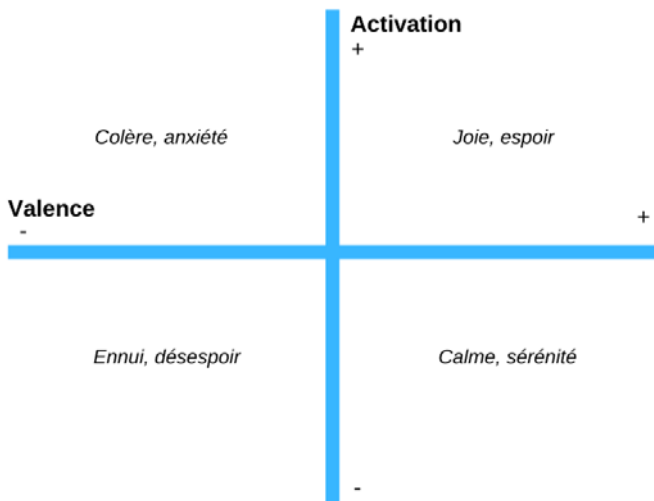 Activation
+
Colère, anxiété
Joie, espoir
Valence
-
+
Ennui, désespoir
Calme, sérénité
-